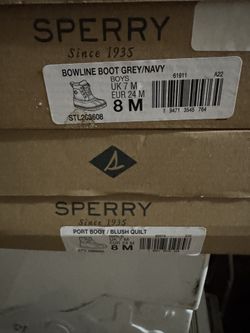 SPERRY
Since 1935
BOWLINE BOOT GREY/NAVY
BOYS 61911 A22
UK 7 M
EUR 24 M
8 M
STL263608
SPERRY
Since 1935
PORT BOOT / BLUSH QUILT
8 M